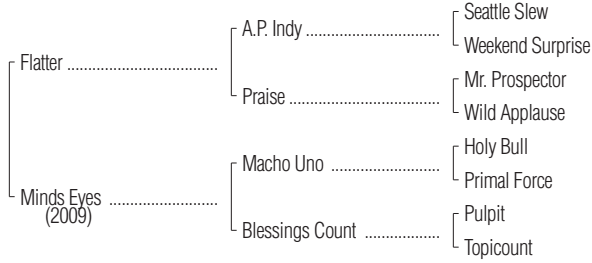 Seattle Slew
A.P. Indy ................................
Weekend Surprise
Flatter ....................................
Mr. Prospector
Praise ....................................
Wild Applause
Holy Bull
Macho Uno ..........................
Primal Force
Minds Eyes ..........................
(2009)
Pulpit
Blessings Count ..................
Topicount